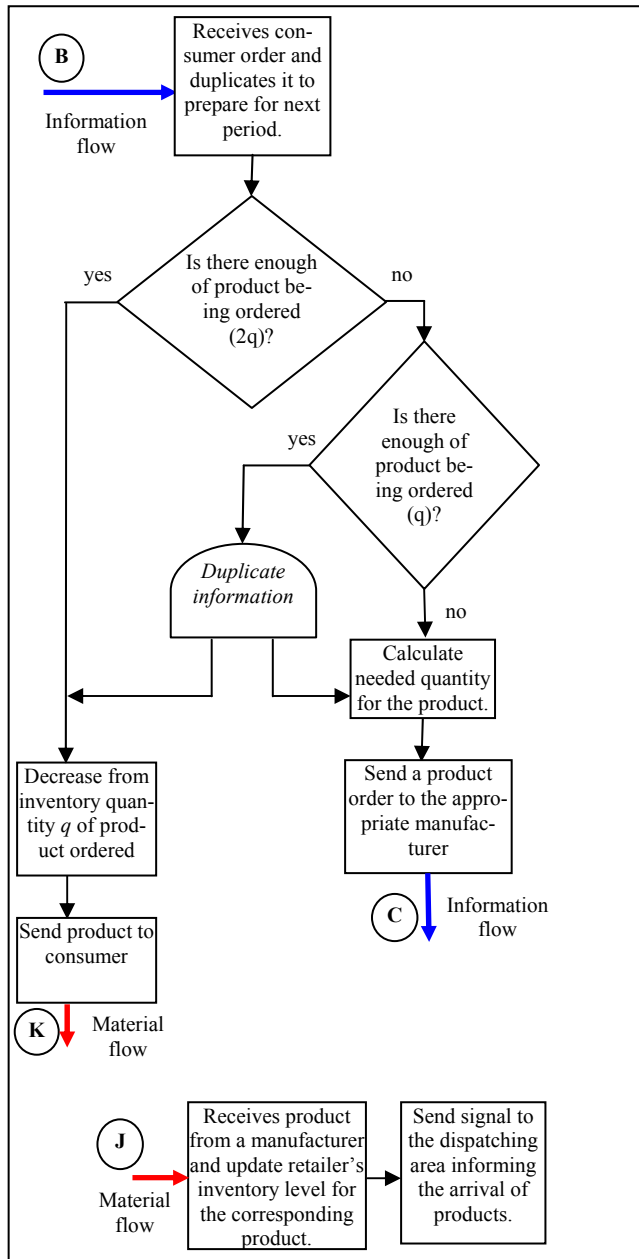 B
Information
flow
Receives con-
sumer order and
duplicates it to
prepare for next
period.
yes
Is there enough
of product be-
ing ordered
(2q)?
no
yes
Is there
enough of
product be-
ing ordered
(q)?
Duplicate
information
no
Calculate
needed quantity
for the product.
Decrease from
inventory quan-
tity q of prod-
uct ordered
Send a product
order to the appro-
priate manufac-
turer
C
Information
flow
Send product to
consumer
K
Material
flow
J
Material
flow
Receives product
from a manufacturer
and update retailer’s
inventory level for
the corresponding
product.
Send signal to
the dispatching
area informing
the arrival of
products.